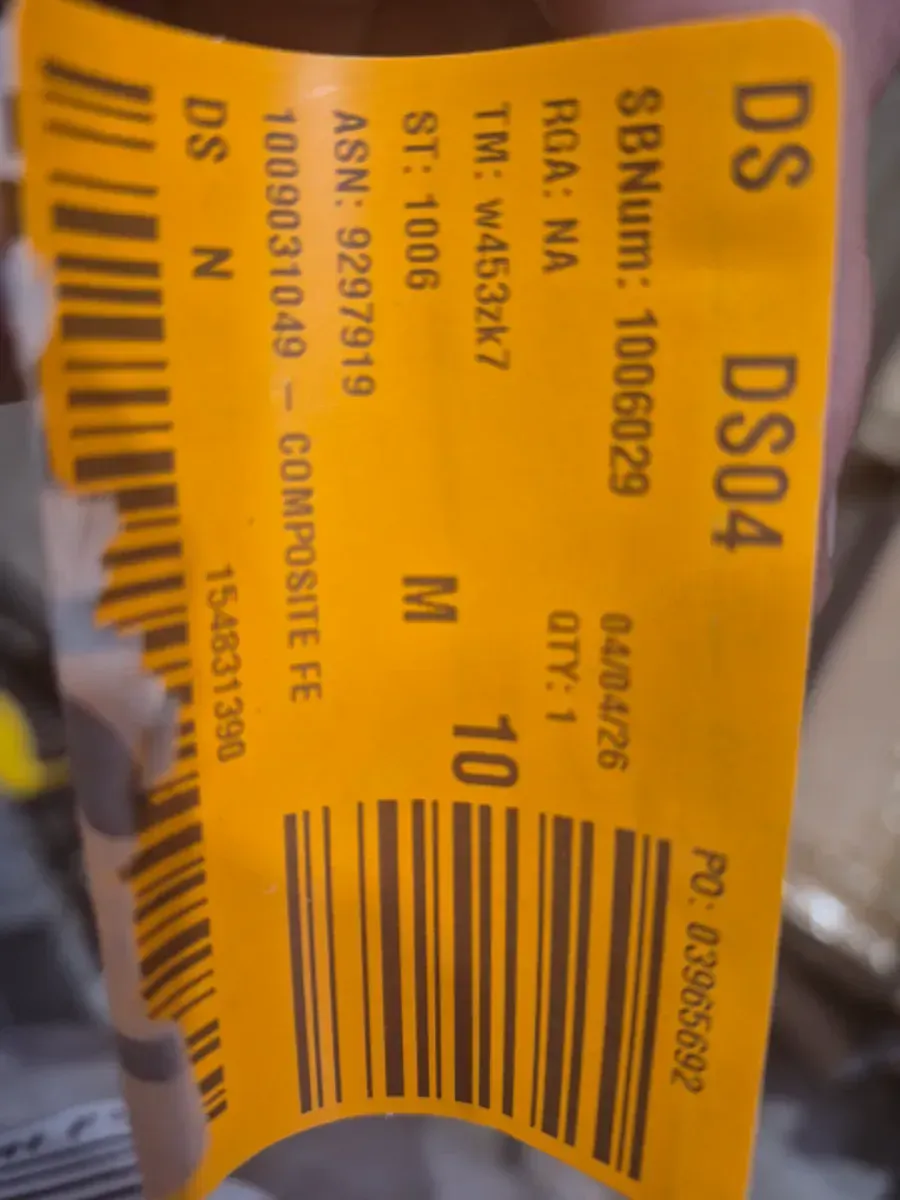 DS DS04
PO: 03965692
SBNum: 1006029 04/04/26
RGA: NA QTY: 1
TM: w453zk7 10
ST: 1006 M
ASN: 9297919
1009031049 - COMPOSITE FE
DS N 154831390